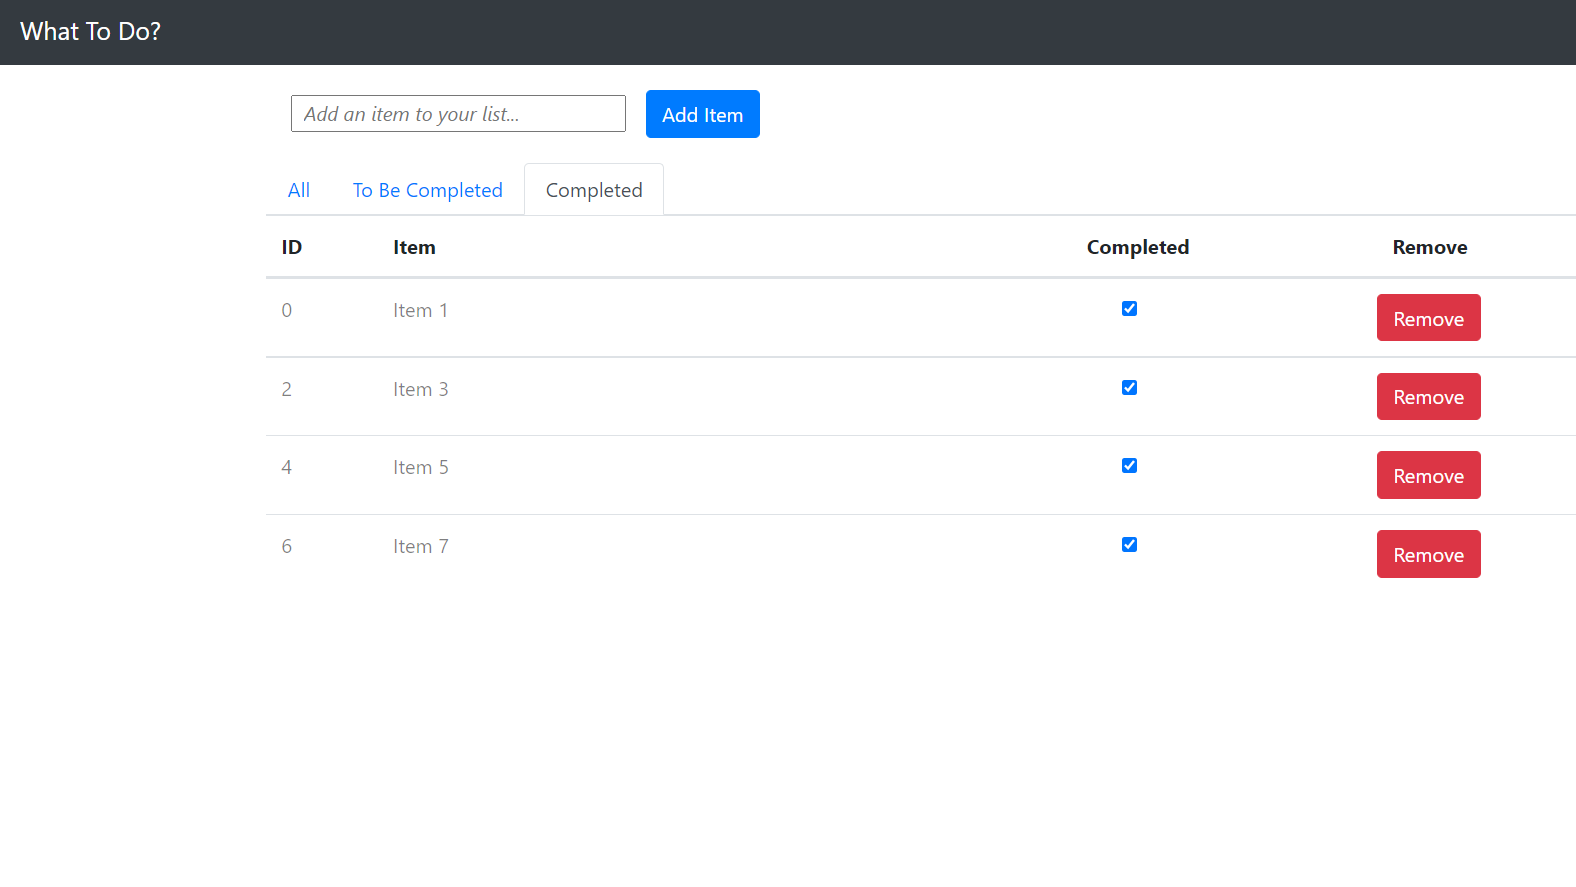 What To Do?
Add an item to your list... Add Item
All To Be Completed Completed
ID Item Completed Remove
0 Item 1 Remove
2 Item 3 Remove
4 Item 5 Remove
6 Item 7 Remove